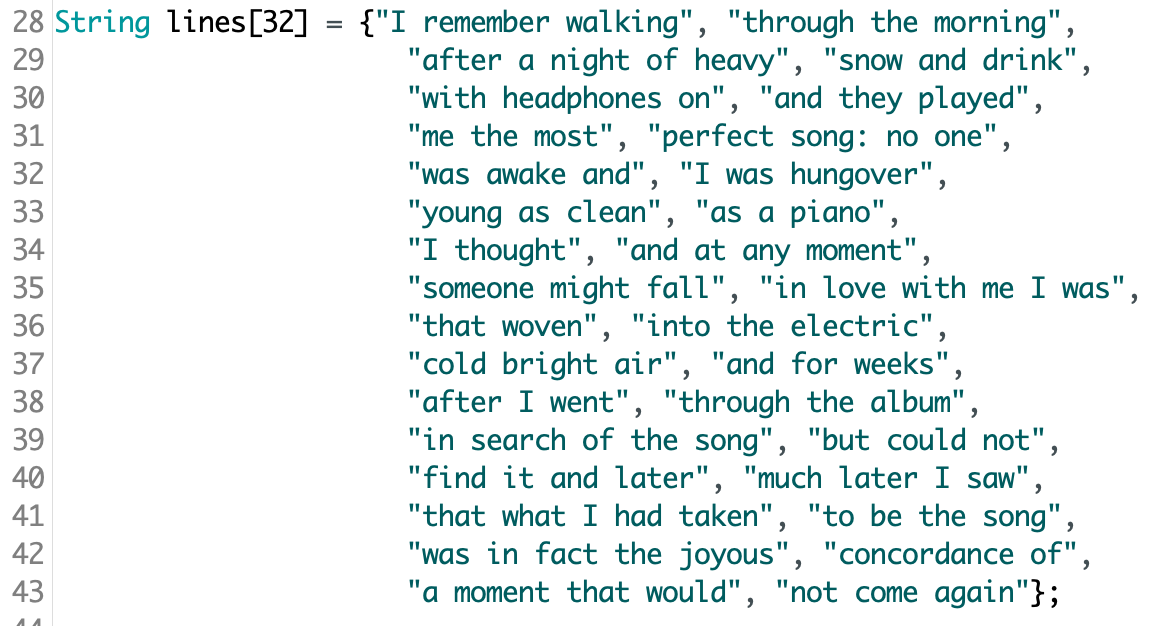 28 String lines[32] = {"I remember walking", "through the morning",
29 "after a night of heavy", "snow and drink",
30 "with headphones on", "and they played",
31 "me the most", "perfect song: no one",
32 "was awake and", "I was hungover",
33 "young as clean", "as a piano",
34 "I thought", "and at any moment",
35 "someone might fall", "in love with me I was",
36 "that woven", "into the electric",
37 "cold bright air", "and for weeks",
38 "after I went", "through the album",
39 "in search of the song", "but could not",
40 "find it and later", "much later I saw",
41 "that what I had taken", "to be the song",
42 "was in fact the joyous", "concordance of",
43 "a moment that would", "not come again"};
44